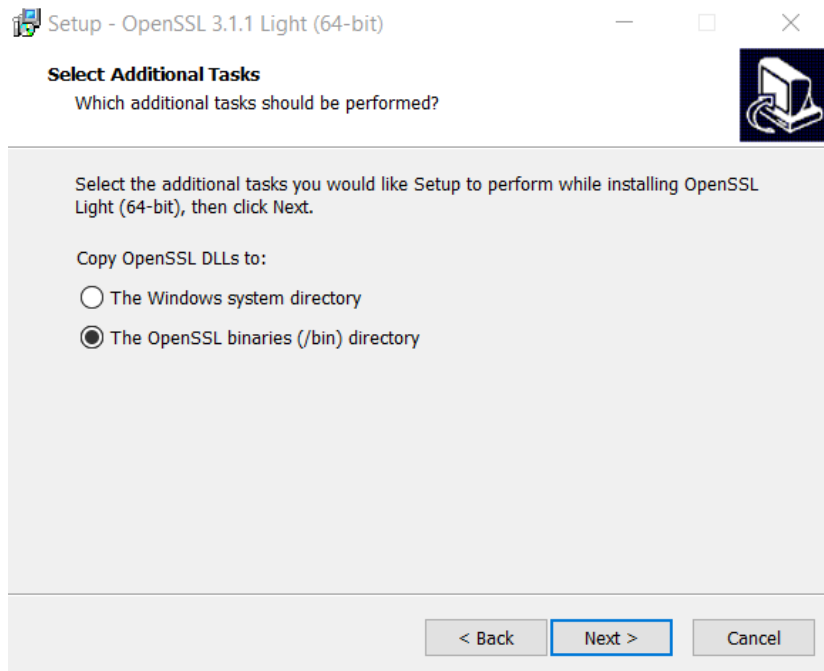 Setup - OpenSSL 3.1.1 Light (64-bit)
Select Additional Tasks
Which additional tasks should be performed?
Select the additional tasks you would like Setup to perform while installing OpenSSL
Light (64-bit), then click Next.
Copy OpenSSL DLLs to:
The Windows system directory
The OpenSSL binaries (/bin) directory
< Back Next > Cancel